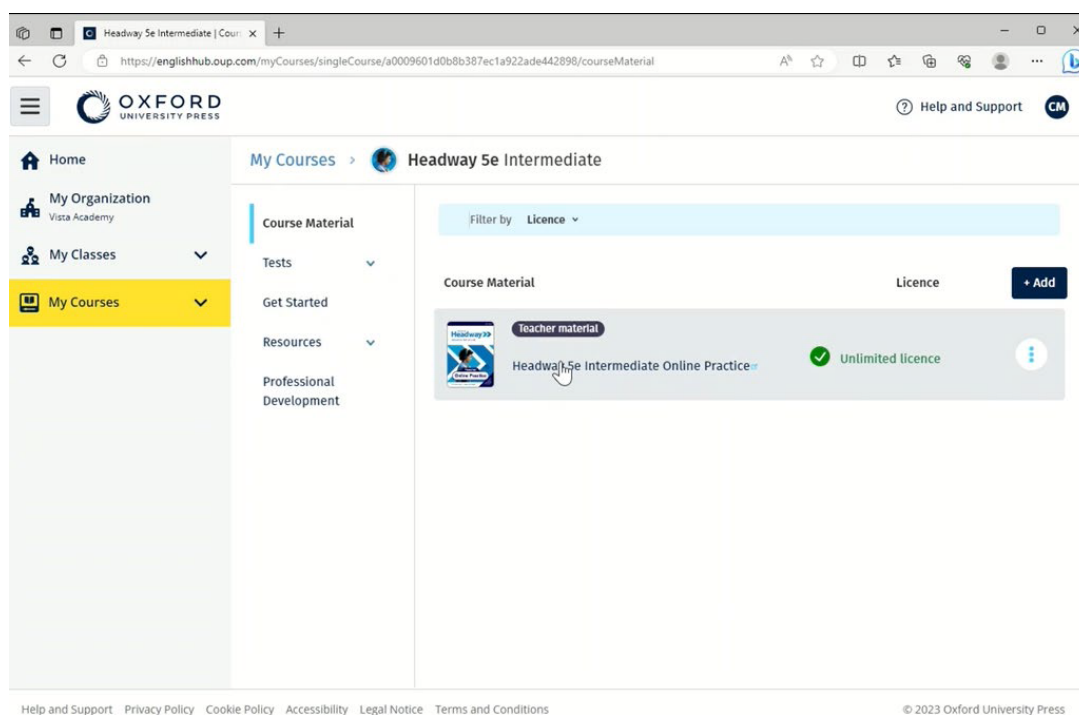 Headway 5e Intermediate | Cour
https://englishhub.oup.com/myCourses/singleCourse/a0009601d0b8b387ec1a922ade442898/courseMaterial
OXFORD
UNIVERSITY PRESS
Help and Support
CM
Home
My Organization
Vista Academy
My Classes
My Courses
My Courses > Headway 5e Intermediate
Course Material
Tests
Get Started
Resources
Professional
Development
Filter by Licence
Course Material Licence + Add
Headway
Online Practice
Teacher material
Headway 5e Intermediate Online Practice
Unlimited licence
Help and Support Privacy Policy Cookie Policy Accessibility Legal Notice Terms and Conditions © 2023 Oxford University Press